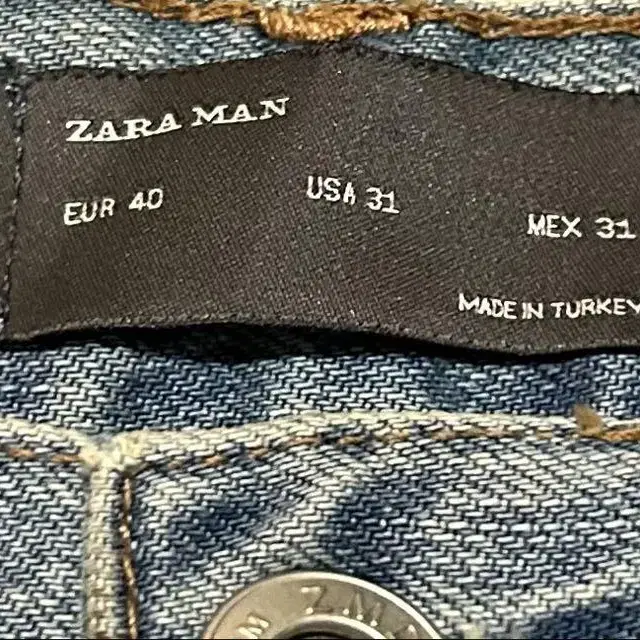 ZARA MAN
EUR 40
USA 31
MEX 31
MADE IN TURKEY